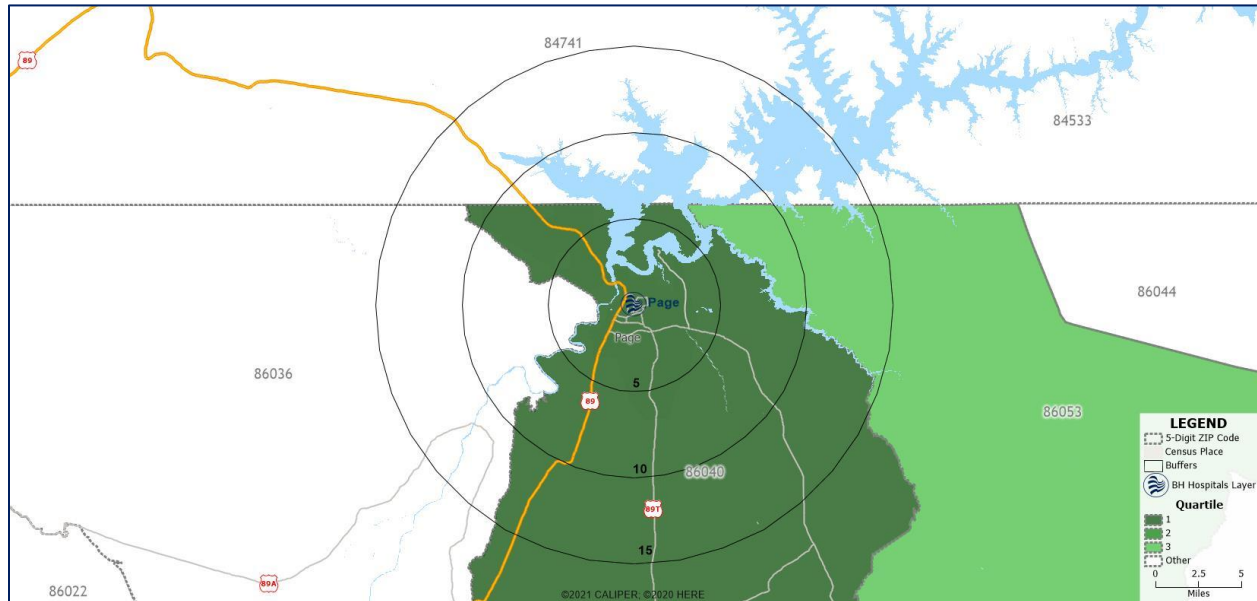 84741
89
84533
86044
Page
Page
86036
5
89
86053
10
86040
89T
15
89A
86022
©2021 CALIPER; ©2020 HERE
LEGEND
5-Digit ZIP Code
Census Place
Buffers
BH Hospitals Layer
Quartile
1
2
3
Other
0 2.5 5
Miles